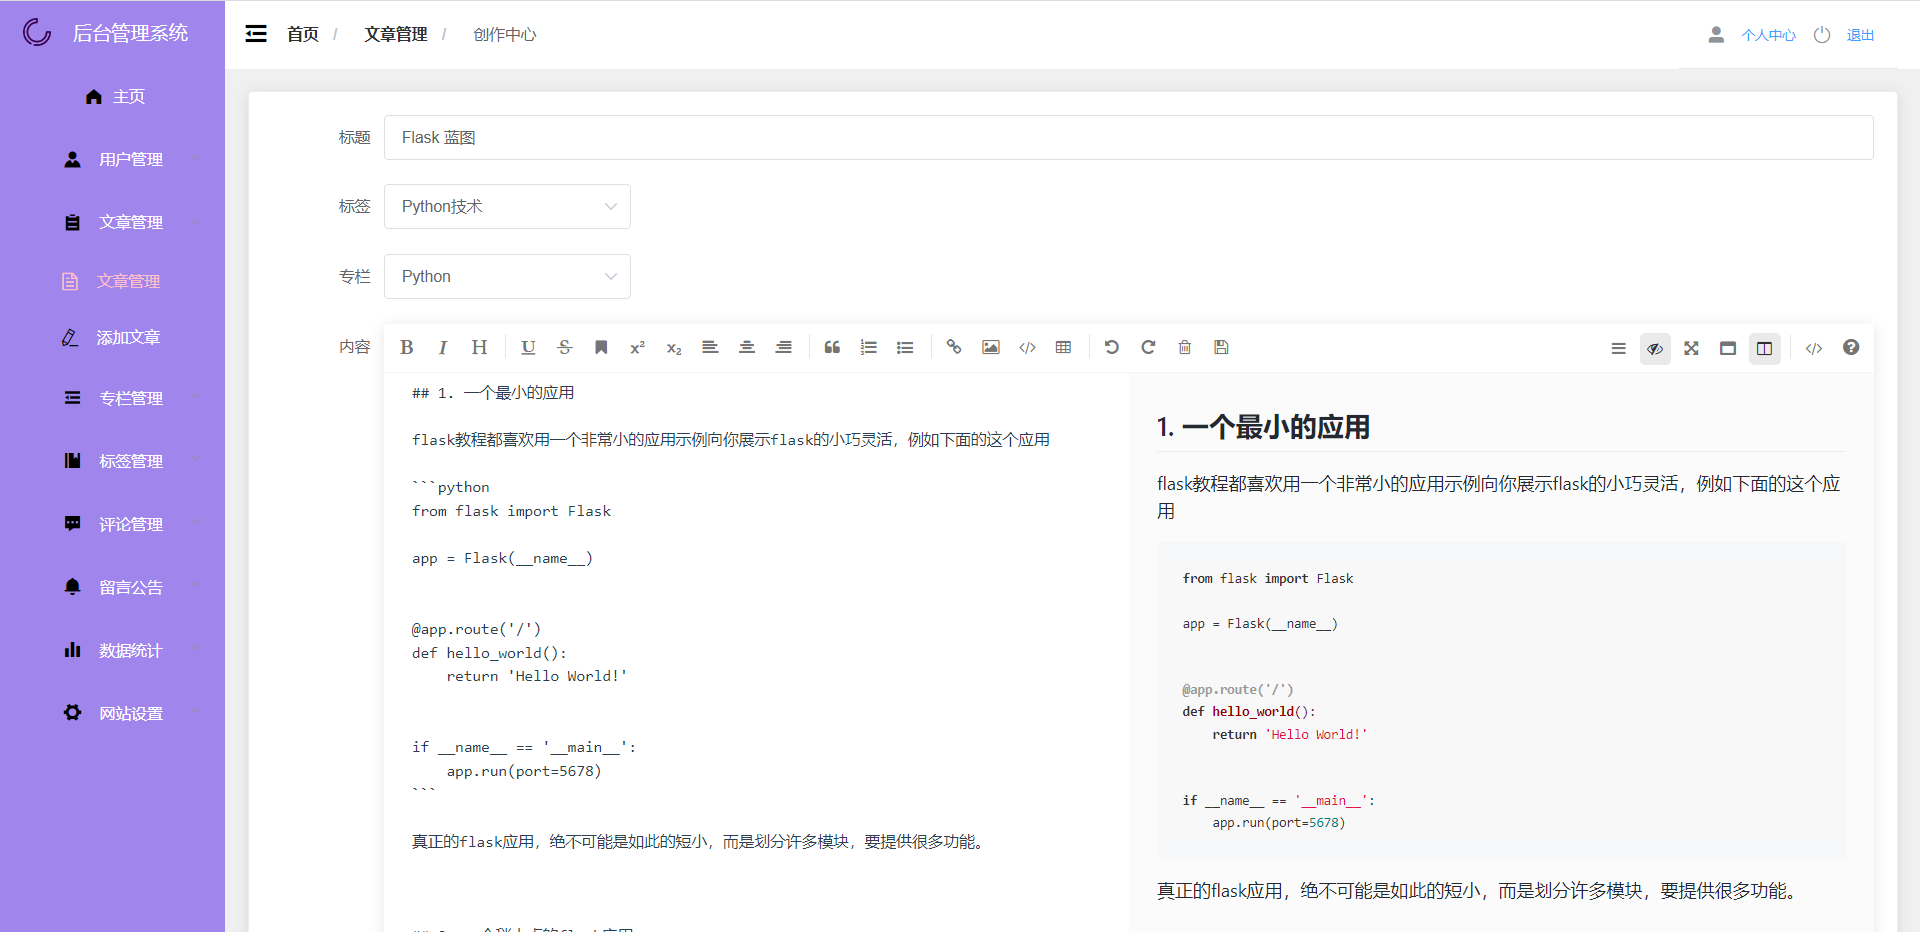 后台管理系统
首页 / 文章管理 / 创作中心
个人中心 退出
主页
用户管理
文章管理
文章管理
添加文章
专栏管理
标签管理
评论管理
留言公告
数据统计
网站设置
标题 Flask 蓝图
标签 Python技术
专栏 Python
内容
## 1. 一个最小的应用
flask教程都喜欢用一个非常小的应用示例向你展示flask的小巧灵活，例如下面的这个应用
```python
from flask import Flask
app = Flask(__name__)
@app.route('/')
def hello_world():
    return 'Hello World!'
if __name__ == '__main__':
    app.run(port=5678)
```
真正的flask应用，绝不可能是如此的短小，而是划分许多模块，要提供很多功能。
1. 一个最小的应用
flask教程都喜欢用一个非常小的应用示例向你展示flask的小巧灵活，例如下面的这个应
用
from flask import Flask
app = Flask(__name__)
@app.route('/')
def hello_world():
    return 'Hello World!'
if __name__ == '__main__':
    app.run(port=5678)
真正的flask应用，绝不可能是如此的短小，而是划分许多模块，要提供很多功能。